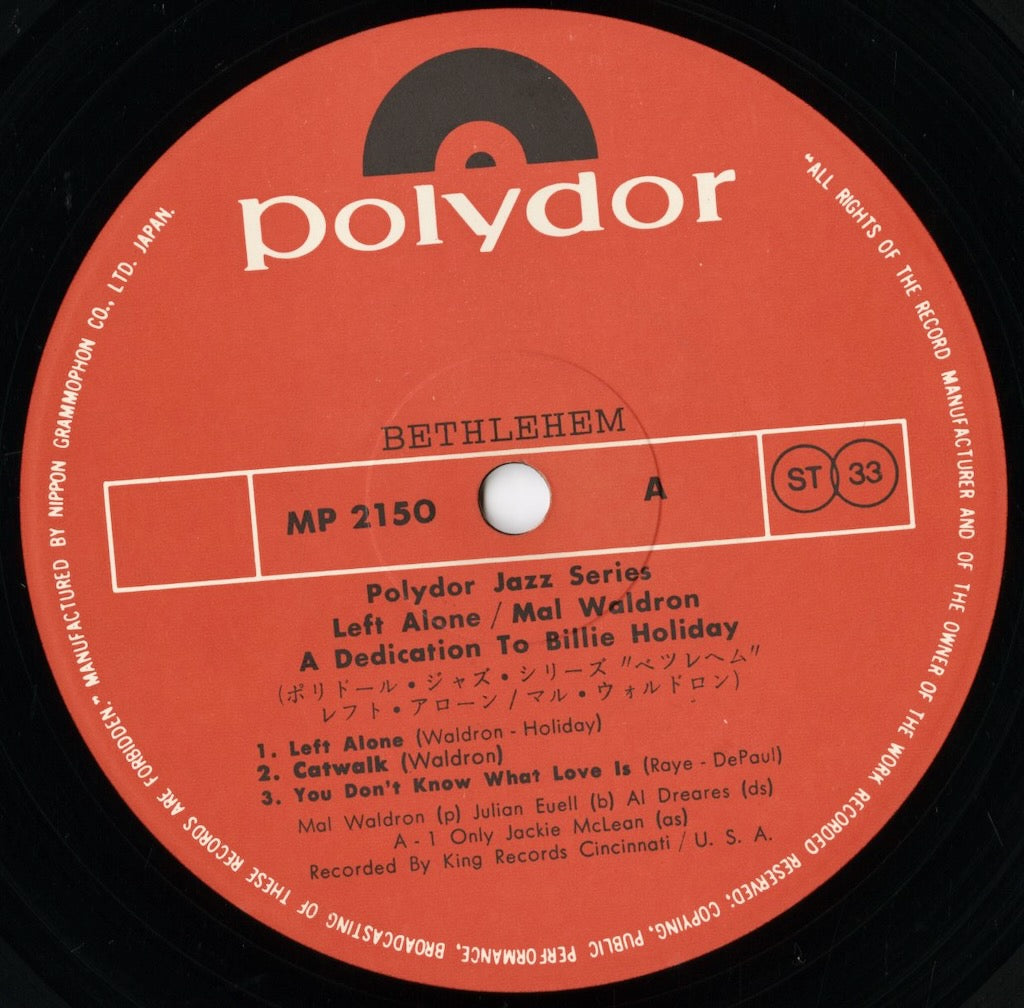 polydor
"ALL RIGHTS OF THE RECORD MANUFACTURER AND OF THE OWNER OF THE WORK RECORDED RESERVED; COPYING, PUBLIC PERFORMANCE, BROADCASTING OF THESE RECORDS ARE FORBIDDEN." MANUFACTURED BY NIPPON GRAMMOPHON CO., LTD. JAPAN.
BETHLEHEM
MP 2150 A ST 33
Polydor Jazz Series
Left Alone / Mal Waldron
A Dedication To Billie Holiday
(ポリドール・ジャズ・シリーズ "ベツレヘム"
レフト・アローン / マル・ウォルドロン)
1. Left Alone (Waldron - Holiday)
2. Catwalk (Waldron)
3. You Don't Know What Love Is (Raye - DePaul)
Mal Waldron (p) Julian Euell (b) Al Dreares (ds)
A - 1 Only Jackie McLean (as)
Recorded By King Records Cincinnati / U. S. A.